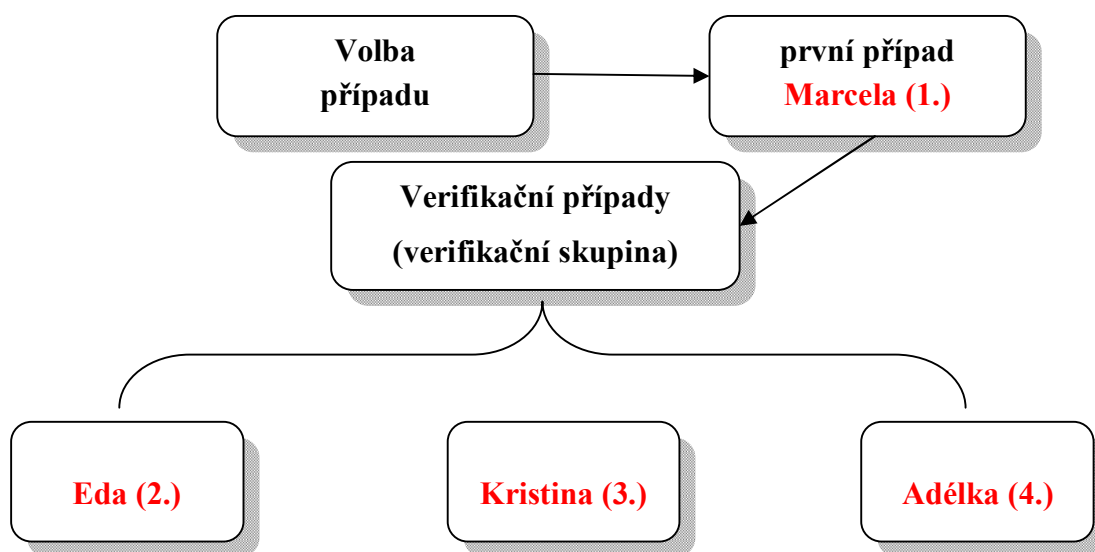 Volba
případu
první případ
Marcela (1.)
Verifikační případy
(verifikační skupina)
Eda (2.)
Kristina (3.)
Adélka (4.)